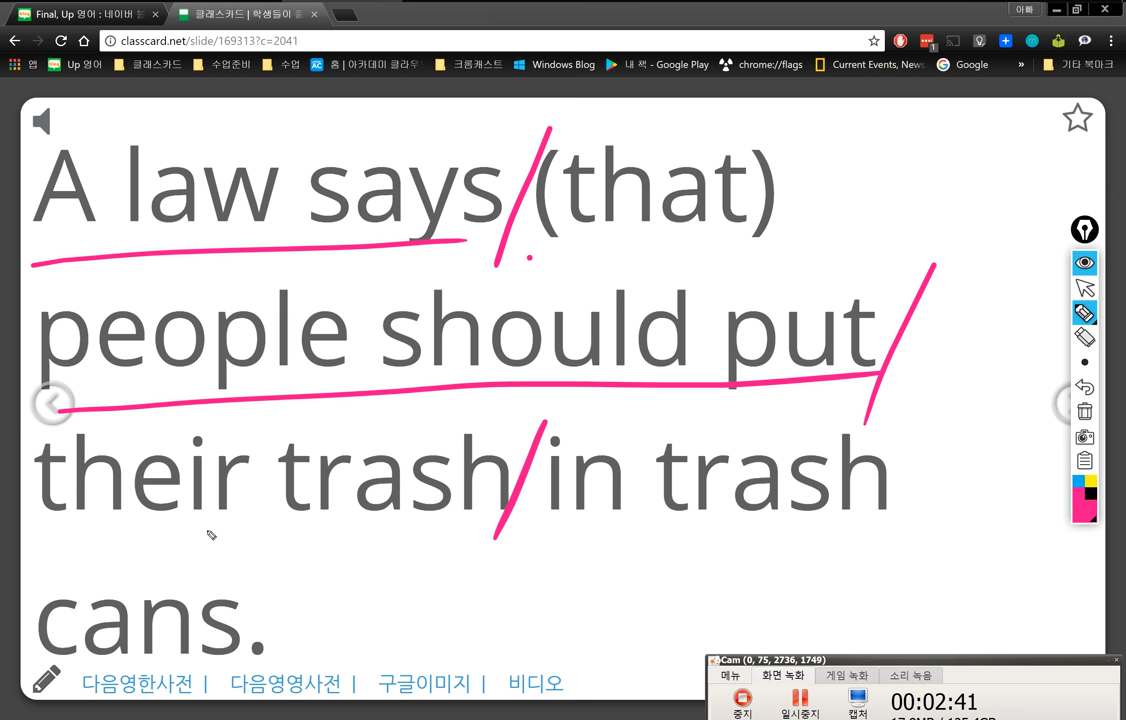 Final, Up 영어 : 네이버 블
클래스카드 | 학생들이 좋
아빠
classcard.net/slide/169313?c=2041
앱
Up 영어
클래스카드
수업준비
수업
홈 | 아카데미 클라우
크롬캐스트
Windows Blog
내 책 - Google Play
chrome://flags
Current Events, News
Google
»
기타 북마크
A law says (that)
people should put
their trash in trash
cans.
다음영한사전 |
다음영영사전 |
구글이미지 |
비디오
oCam (0, 75, 2736, 1749)
메뉴
화면 녹화
게임 녹화
소리 녹음
중지
일시중지
캡처
00:02:41